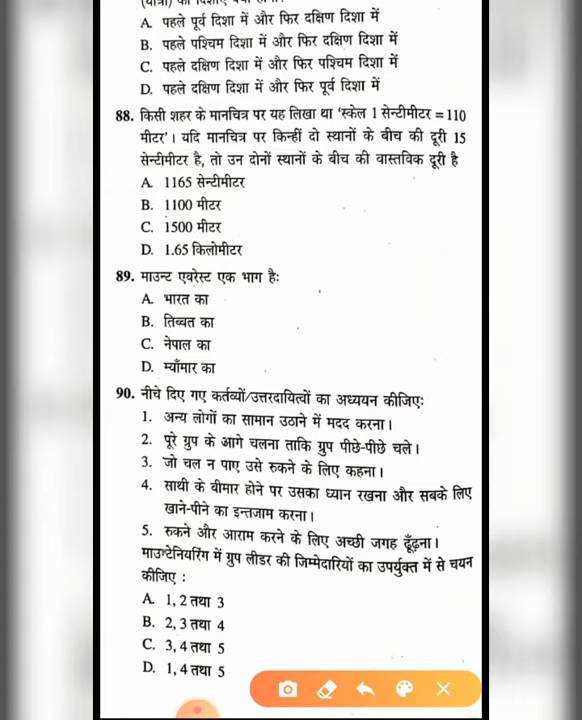 A. पहले पूर्व दिशा में और फिर दक्षिण दिशा में
B. पहले पश्चिम दिशा में और फिर दक्षिण दिशा में
C. पहले दक्षिण दिशा में और फिर पश्चिम दिशा में
D. पहले दक्षिण दिशा में और फिर पूर्व दिशा में
88. किसी शहर के मानचित्र पर यह लिखा था 'स्केल 1 सेन्टीमीटर = 110
मीटर'। यदि मानचित्र पर किन्हीं दो स्थानों के बीच की दूरी 15
सेन्टीमीटर है, तो उन दोनों स्थानों के बीच की वास्तविक दूरी है
A. 1165 सेन्टीमीटर
B. 1100 मीटर
C. 1500 मीटर
D. 1.65 किलोमीटर
89. माउन्ट एवरेस्ट एक भाग हैः
A. भारत का
B. तिब्बत का
C. नेपाल का
D. म्याँमार का
90. नीचे दिए गए कर्तव्यों/उत्तरदायित्वों का अध्ययन कीजिएः
1. अन्य लोगों का सामान उठाने में मदद करना।
2. पूरे ग्रुप के आगे चलना ताकि ग्रुप पीछे-पीछे चले।
3. जो चल न पाए उसे रुकने के लिए कहना।
4. साथी के बीमार होने पर उसका ध्यान रखना और सबके लिए
खाने-पीने का इन्तजाम करना।
5. रुकने और आराम करने के लिए अच्छी जगह ढूँढ़ना।
माउण्टेनियरिंग में ग्रुप लीडर की जिम्मेदारियों का उपर्युक्त में से चयन
कीजिए :
A. 1, 2 तथा 3
B. 2, 3 तथा 4
C. 3, 4 तथा 5
D. 1, 4 तथा 5